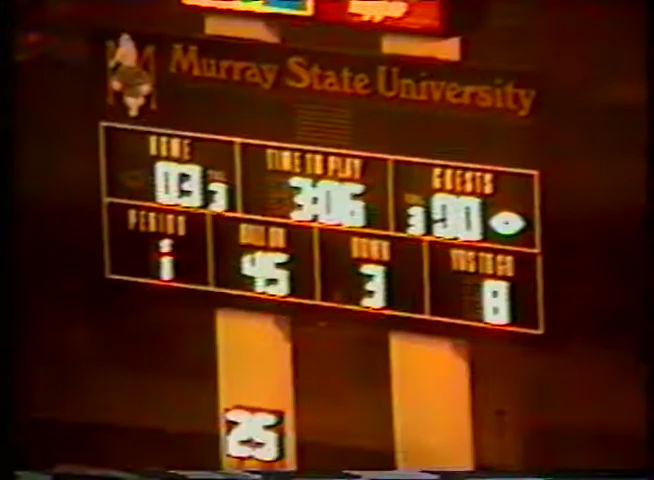 Murray State University
HOME TIME TO PLAY GUESTS
03 3 3:06 3
PERIOD BALL ON DOWN YDS TO GO
1 45 3 8
25